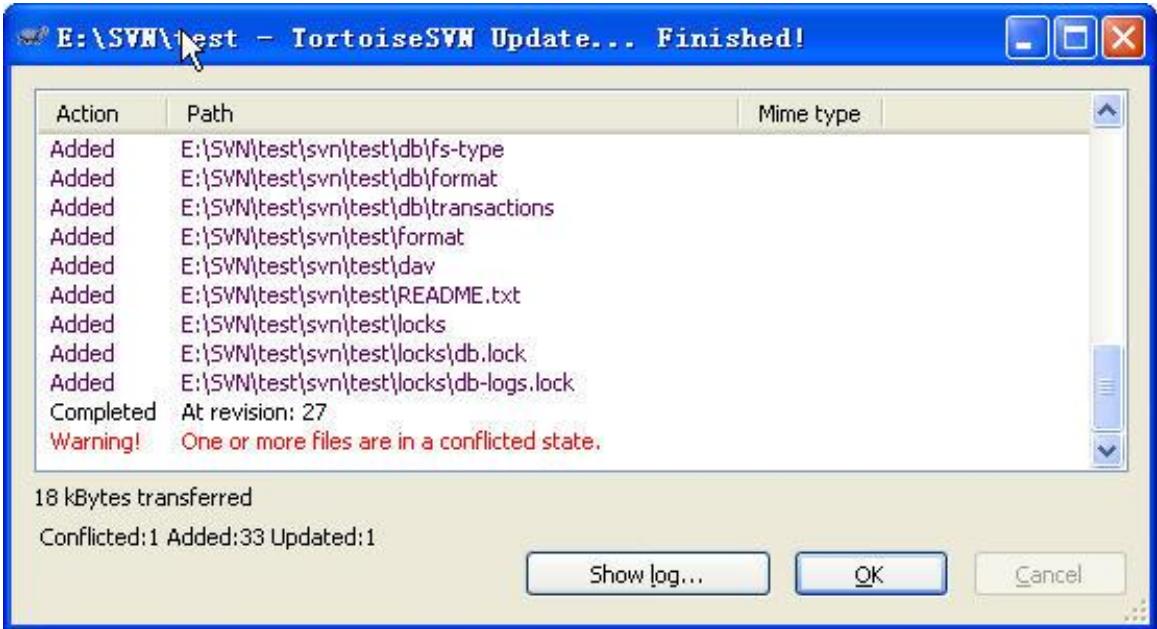 E:\SVN\test - TortoiseSVN Update... Finished!
Action Path Mime type
Added E:\SVN\test\svn\test\db\fs-type
Added E:\SVN\test\svn\test\db\format
Added E:\SVN\test\svn\test\db\transactions
Added E:\SVN\test\svn\test\format
Added E:\SVN\test\svn\test\dav
Added E:\SVN\test\svn\test\README.txt
Added E:\SVN\test\svn\test\locks
Added E:\SVN\test\svn\test\locks\db.lock
Added E:\SVN\test\svn\test\locks\db-logs.lock
Completed At revision: 27
Warning! One or more files are in a conflicted state.
18 kBytes transferred
Conflicted:1 Added:33 Updated:1
Show log... OK Cancel